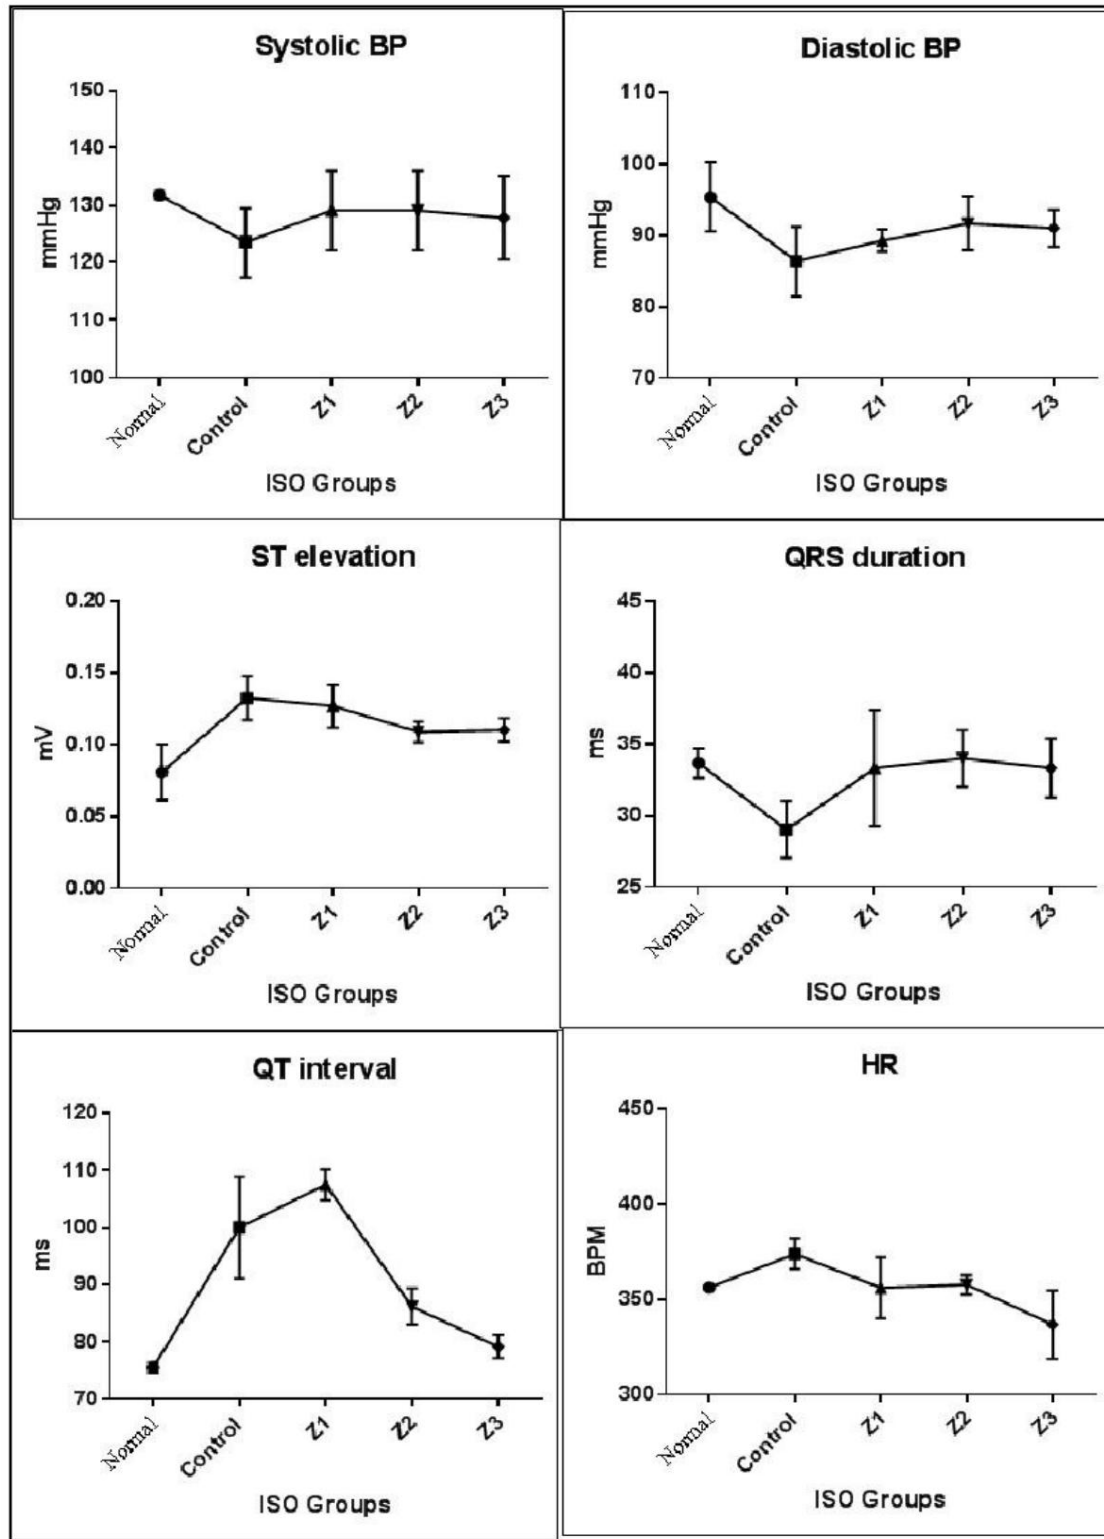 Systolic BP
150
140
130
120
110
100
mmHg
Normal
Control
Z1
Z2
Z3
ISO Groups
Diastolic BP
110
100
90
80
70
mmHg
Normal
Control
Z1
Z2
Z3
ISO Groups
ST elevation
0.20
0.15
0.10
0.05
0.00
mV
Normal
Control
Z1
Z2
Z3
ISO Groups
QRS duration
45
40
35
30
25
ms
Normal
Control
Z1
Z2
Z3
ISO Groups
QT interval
120
110
100
90
80
70
ms
Normal
Control
Z1
Z2
Z3
ISO Groups
HR
450
400
350
300
BPM
Normal
Control
Z1
Z2
Z3
ISO Groups